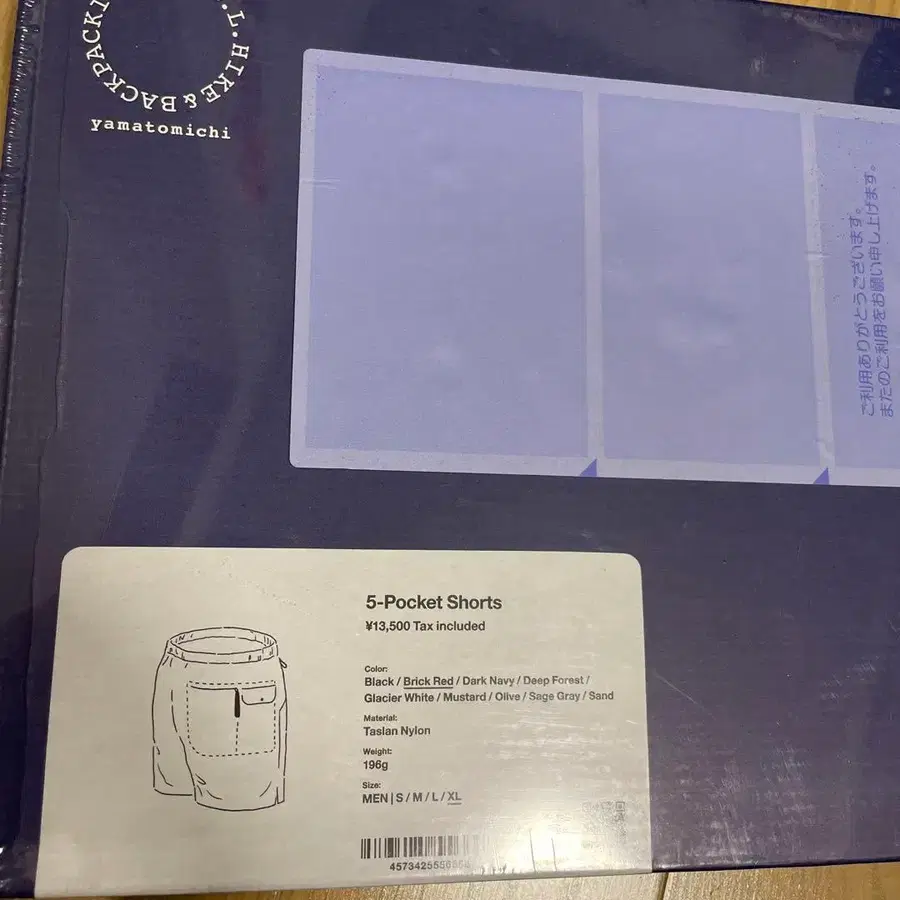 L·HIKE&BACKPACKI
yamatomichi
ご利用ありがとうございます。
またのご利用をお願い申し上げます。
5-Pocket Shorts
¥13,500 Tax included
Color:
Black / Brick Red / Dark Navy / Deep Forest /
Glacier White / Mustard / Olive / Sage Gray / Sand
Material:
Taslan Nylon
Weight:
196g
Size:
MEN | S / M / L / XL